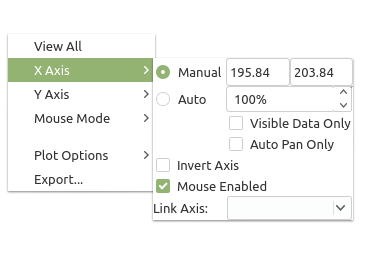 View All
X Axis
Y Axis
Mouse Mode
Plot Options
Export...
Manual 195.84 203.84
Auto 100%
Visible Data Only
Auto Pan Only
Invert Axis
Mouse Enabled
Link Axis: